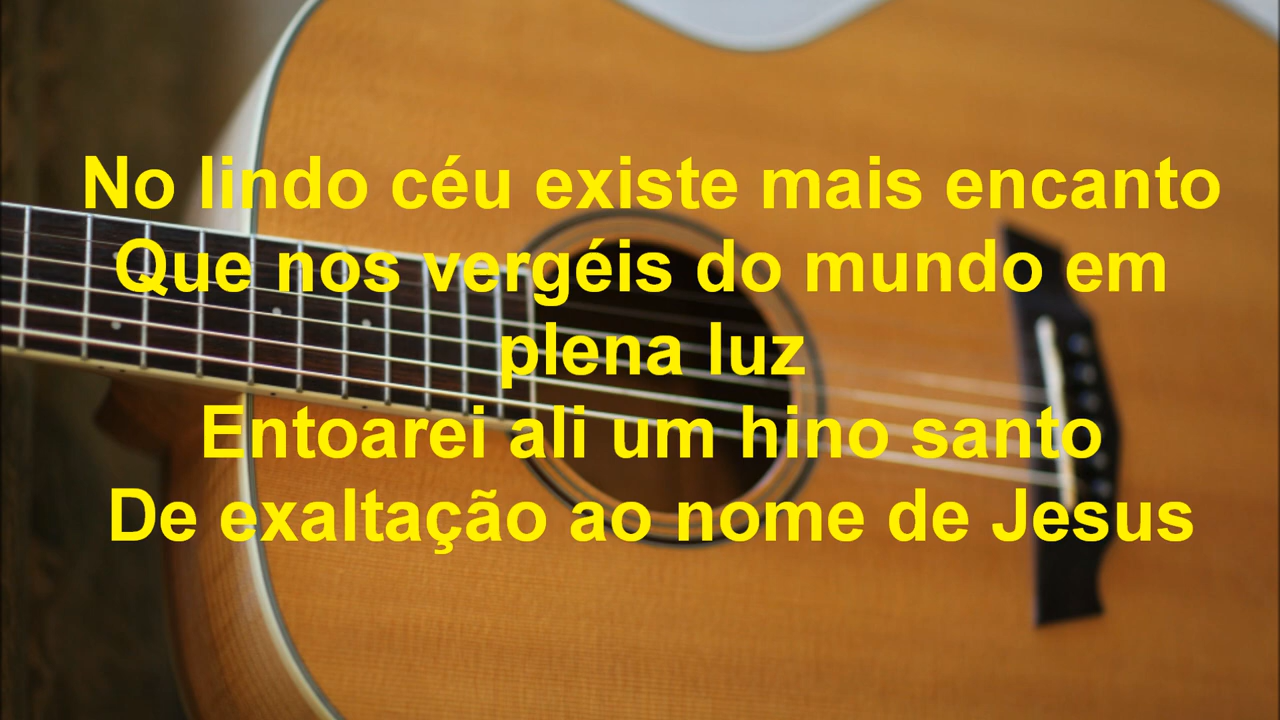 No lindo céu existe mais encanto
Que nos vergéis do mundo em
plena luz
Entoarei ali um hino santo
De exaltação ao nome de Jesus